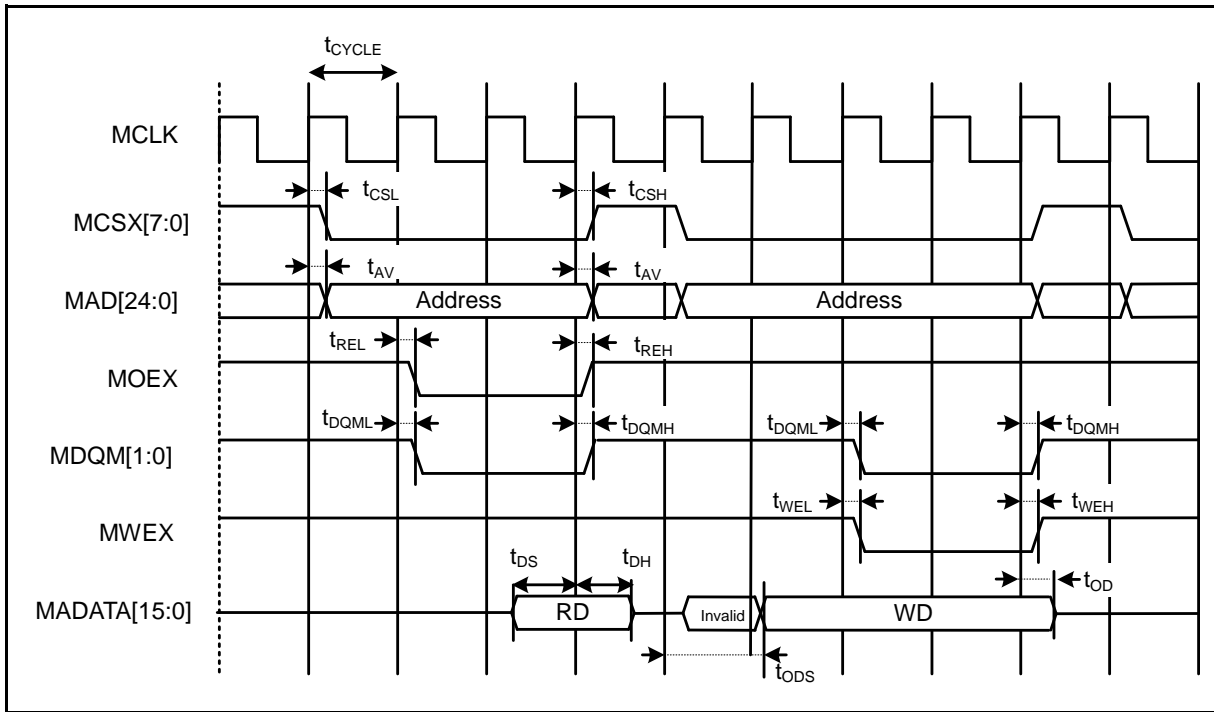 tCYCLE
MCLK
tCSL
tCSH
MCSX[7:0]
tAV
tAV
MAD[24:0]
Address
Address
tREL
tREH
MOEX
tDQML
tDQMH
tDQML
tDQMH
MDQM[1:0]
tWEL
tWEH
MWEX
tDS
tDH
tOD
MADATA[15:0]
RD
Invalid
WD
tODS